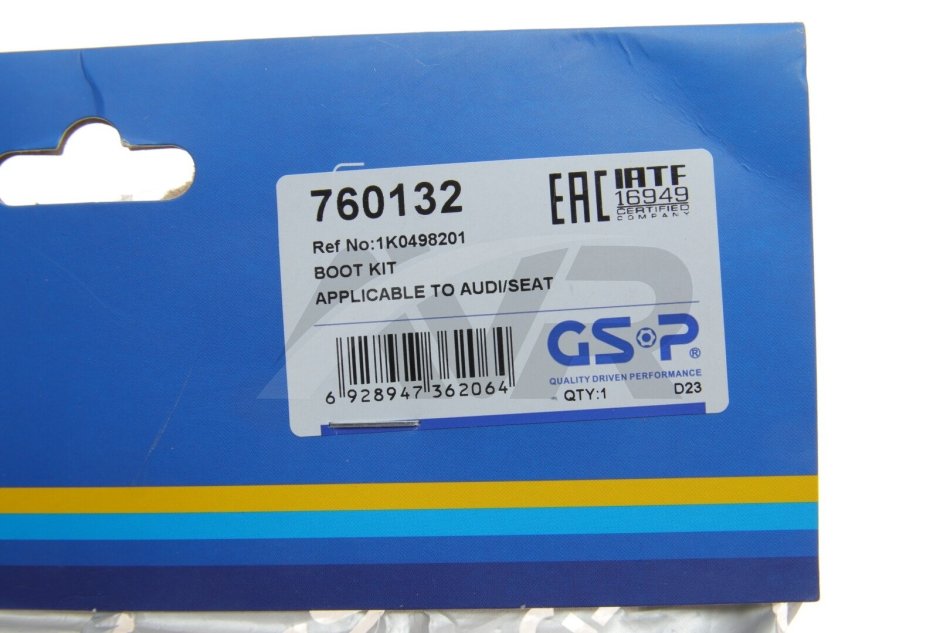 760132
EAC
IATF
16949
CERTIFIED
COMPANY
Ref No:1K0498201
BOOT KIT
APPLICABLE TO AUDI/SEAT
AVR
GSP®
QUALITY DRIVEN PERFORMANCE
6 928947 362064
QTY:1
D23